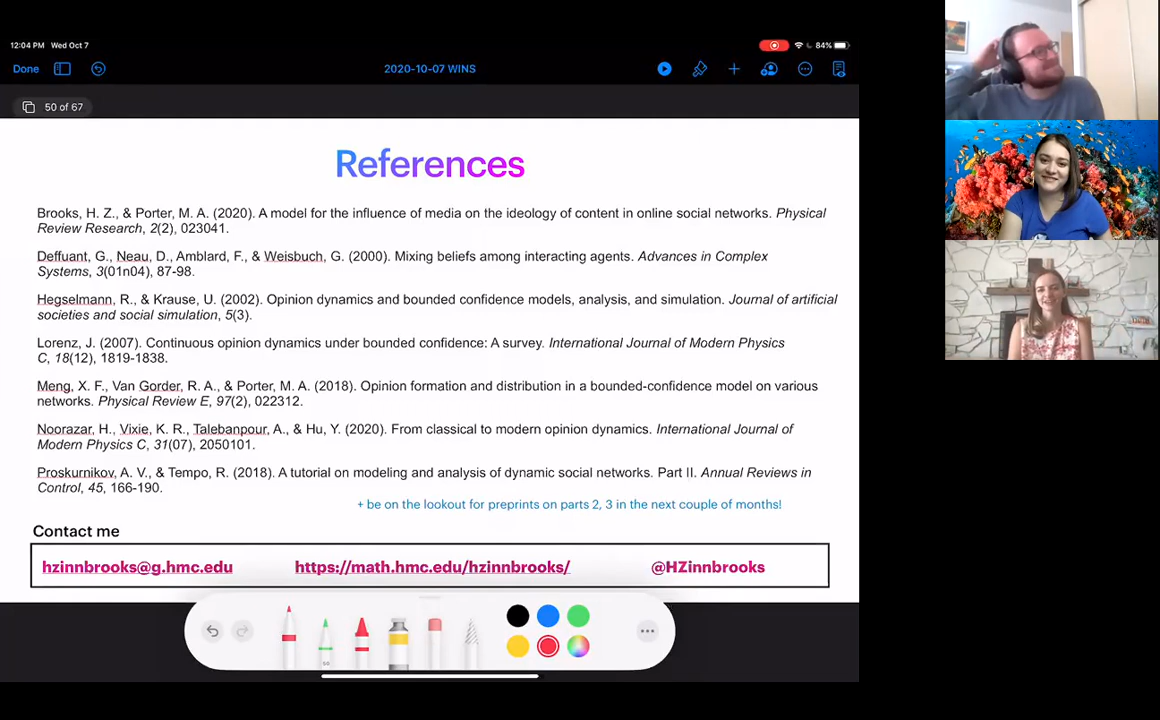 12:04 PM Wed Oct 7
84%
Done
2020-10-07 WINS
50 of 67
References
Brooks, H. Z., & Porter, M. A. (2020). A model for the influence of media on the ideology of content in online social networks. Physical
Review Research, 2(2), 023041.
Deffuant, G., Neau, D., Amblard, F., & Weisbuch, G. (2000). Mixing beliefs among interacting agents. Advances in Complex
Systems, 3(01n04), 87-98.
Hegselmann, R., & Krause, U. (2002). Opinion dynamics and bounded confidence models, analysis, and simulation. Journal of artificial
societies and social simulation, 5(3).
Lorenz, J. (2007). Continuous opinion dynamics under bounded confidence: A survey. International Journal of Modern Physics
C, 18(12), 1819-1838.
Meng, X. F., Van Gorder, R. A., & Porter, M. A. (2018). Opinion formation and distribution in a bounded-confidence model on various
networks. Physical Review E, 97(2), 022312.
Noorazar, H., Vixie, K. R., Talebanpour, A., & Hu, Y. (2020). From classical to modern opinion dynamics. International Journal of
Modern Physics C, 31(07), 2050101.
Proskurnikov, A. V., & Tempo, R. (2018). A tutorial on modeling and analysis of dynamic social networks. Part II. Annual Reviews in
Control, 45, 166-190.
+ be on the lookout for preprints on parts 2, 3 in the next couple of months!
Contact me
hzinnbrooks@g.hmc.edu
https://math.hmc.edu/hzinnbrooks/
@HZinnbrooks